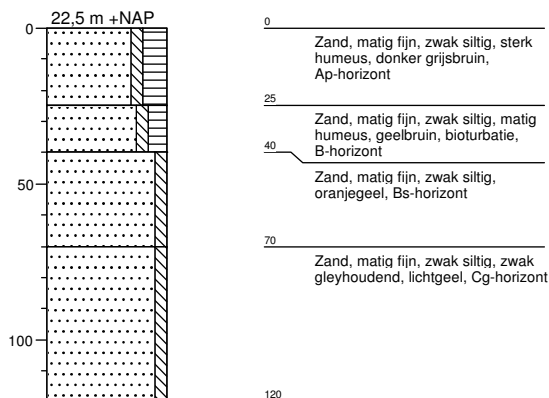 22,5 m +NAP
0
50
100
0
Zand, matig fijn, zwak siltig, sterk
humeus, donker grijsbruin,
Ap-horizont
25
Zand, matig fijn, zwak siltig, matig
humeus, geelbruin, bioturbatie,
B-horizont
40
Zand, matig fijn, zwak siltig,
oranjegeel, Bs-horizont
70
Zand, matig fijn, zwak siltig, zwak
gleyhoudend, lichtgeel, Cg-horizont
120